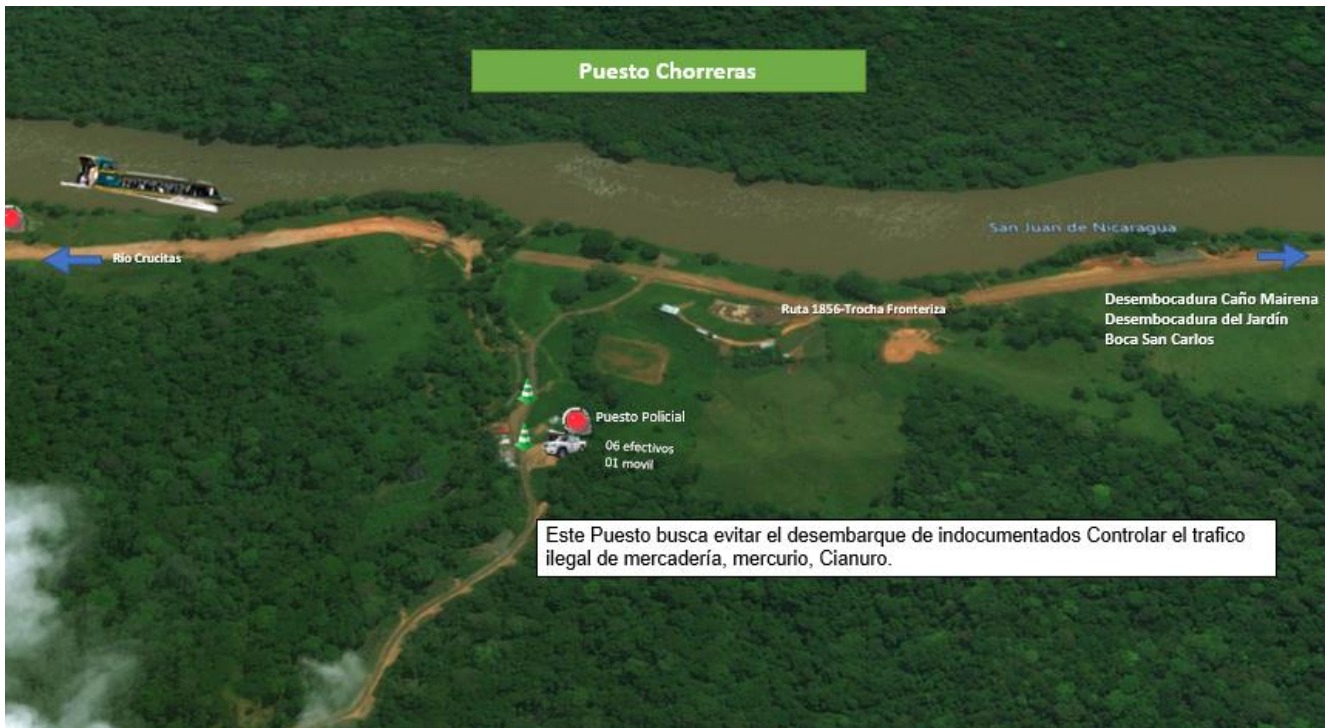 Puesto Chorreras
San Juan de Nicaragua
Río Crucitas
Desembocadura Caño Mairena
Desembocadura del Jardín
Boca San Carlos
Ruta 1856-Trocha Fronteriza
Puesto Policial
06 efectivos
01 movil
Este Puesto busca evitar el desembarque de indocumentados Controlar el trafico
ilegal de mercadería, mercurio, Cianuro.